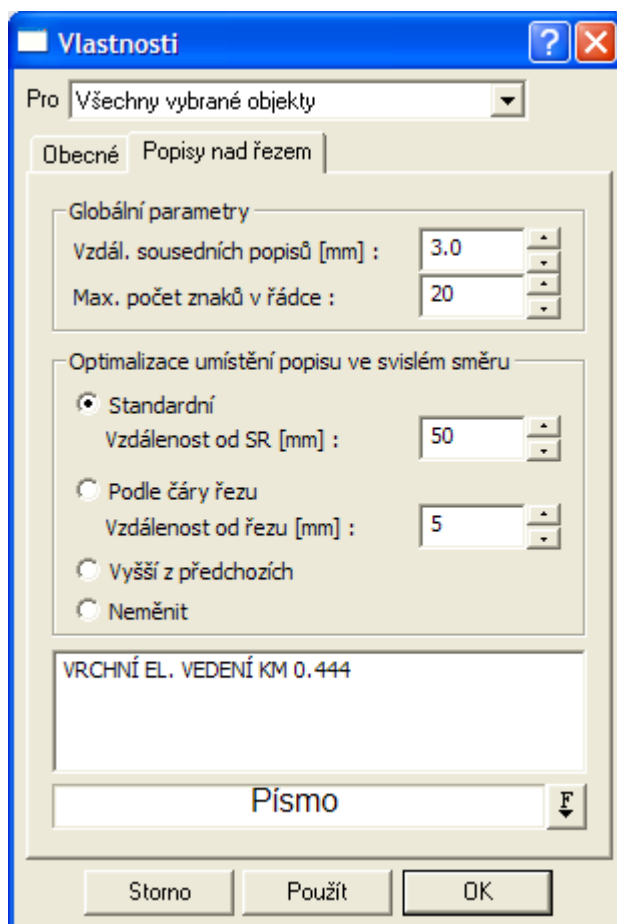 Vlastnosti
Pro Všechny vybrané objekty
Obecné Popisy nad řezem
Globální parametry
Vzdál. sousedních popisů [mm] : 3.0
Max. počet znaků v řádce : 20
Optimalizace umístění popisu ve svislém směru
Standardní
Vzdálenost od SR [mm] : 50
Podle čáry řezu
Vzdálenost od řezu [mm] : 5
Vyšší z předchozích
Neměnit
VRCHNÍ EL. VEDENÍ KM 0.444
Písmo F
Storno Použít OK